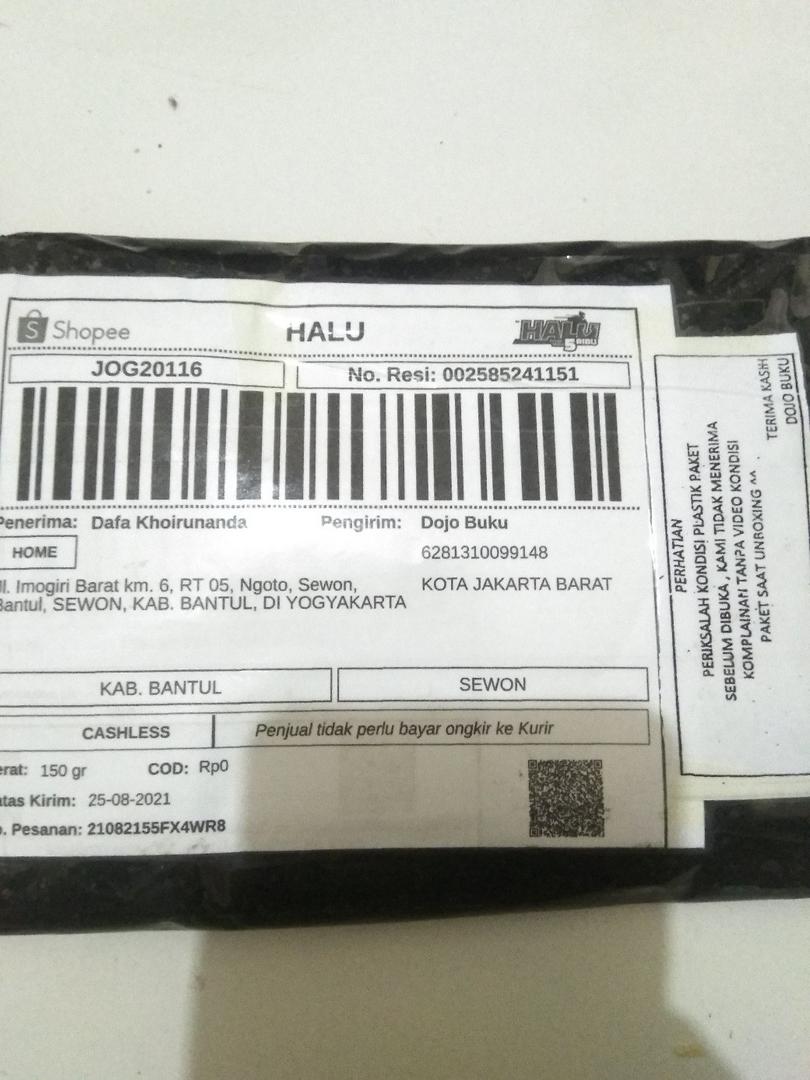 Shopee
HALU
HALU
5 RIBU
JOG20116
No. Resi: 002585241151
Penerima: Dafa Khoirunanda
Pengirim: Dojo Buku
HOME
6281310099148
Jl. Imogiri Barat km. 6, RT 05, Ngoto, Sewon,
Bantul, SEWON, KAB. BANTUL, DI YOGYAKARTA
KOTA JAKARTA BARAT
KAB. BANTUL
SEWON
CASHLESS
Penjual tidak perlu bayar ongkir ke Kurir
erat: 150 gr
COD: Rp0
atas Kirim: 25-08-2021
o. Pesanan: 21082155FX4WR8
PERHATIAN
PERIKSALAH KONDISI PLASTIK PAKET
SEBELUM DIBUKA, KAMI TIDAK MENERIMA
KOMPLAINAN TANPA VIDEO KONDISI
PAKET SAAT UNBOXING ^^
TERIMA KASIH
DOJO BUKU